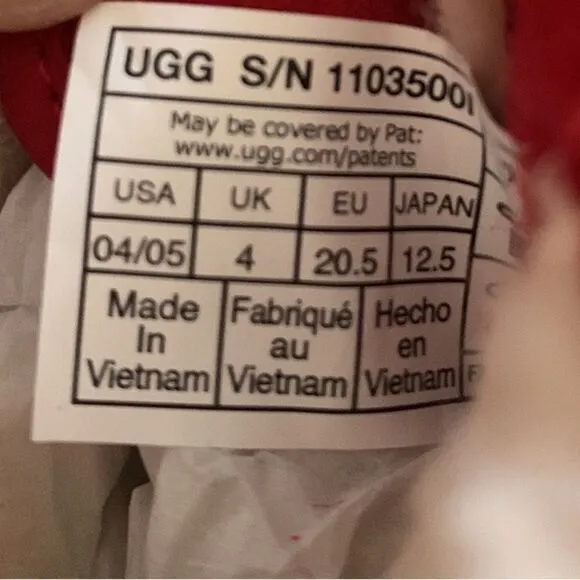 UGG S/N 1103500I
May be covered by Pat:
www.ugg.com/patents
USA UK EU JAPAN
04/05 4 20.5 12.5
Made Fabriqué Hecho
In au en
Vietnam Vietnam Vietnam